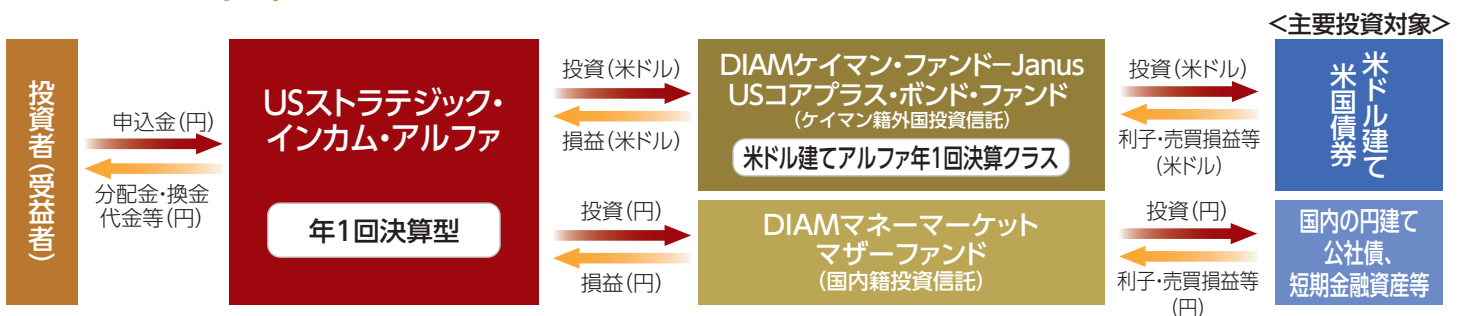 <主要投資対象>
投資者(受益者)
申込金(円)
分配金・換金
代金等(円)
USストラテジック・
インカム・アルファ
年1回決算型
投資(米ドル)
損益(米ドル)
投資(円)
損益(円)
DIAMケイマン・ファンドーJanus
USコアプラス・ボンド・ファンド
(ケイマン籍外国投資信託)
米ドル建てアルファ年1回決算クラス
DIAMマネーマーケット
マザーファンド
(国内籍投資信託)
投資(米ドル)
利子・売買損益等
(米ドル)
投資(円)
利子・売買損益等
(円)
米ドル建て
米国債券
国内の円建て
公社債、
短期金融資産等